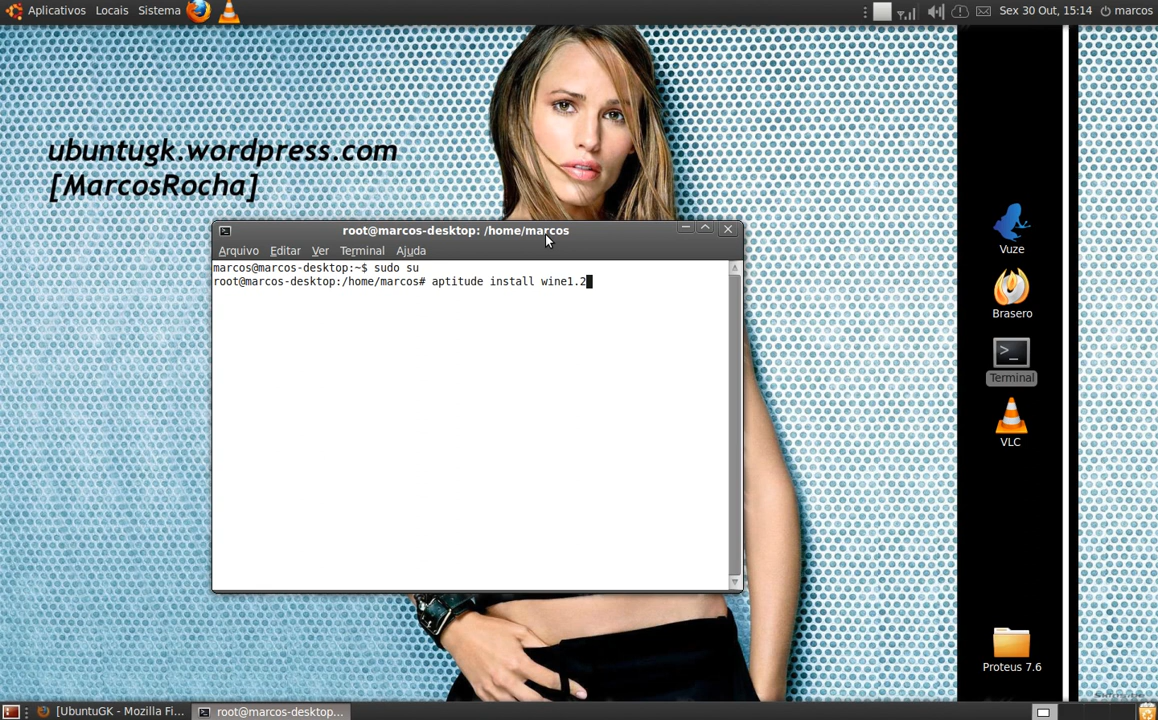 Aplicativos Locais Sistema
Sex 30 Out, 15:14 marcos
ubuntugk.wordpress.com
[MarcosRocha]
root@marcos-desktop: /home/marcos
Arquivo Editar Ver Terminal Ajuda
marcos@marcos-desktop:~$ sudo su
root@marcos-desktop:/home/marcos# aptitude install wine1.2
Vuze
Brasero
Terminal
VLC
Proteus 7.6
[UbuntuGK - Mozilla Fi...
root@marcos-desktop...